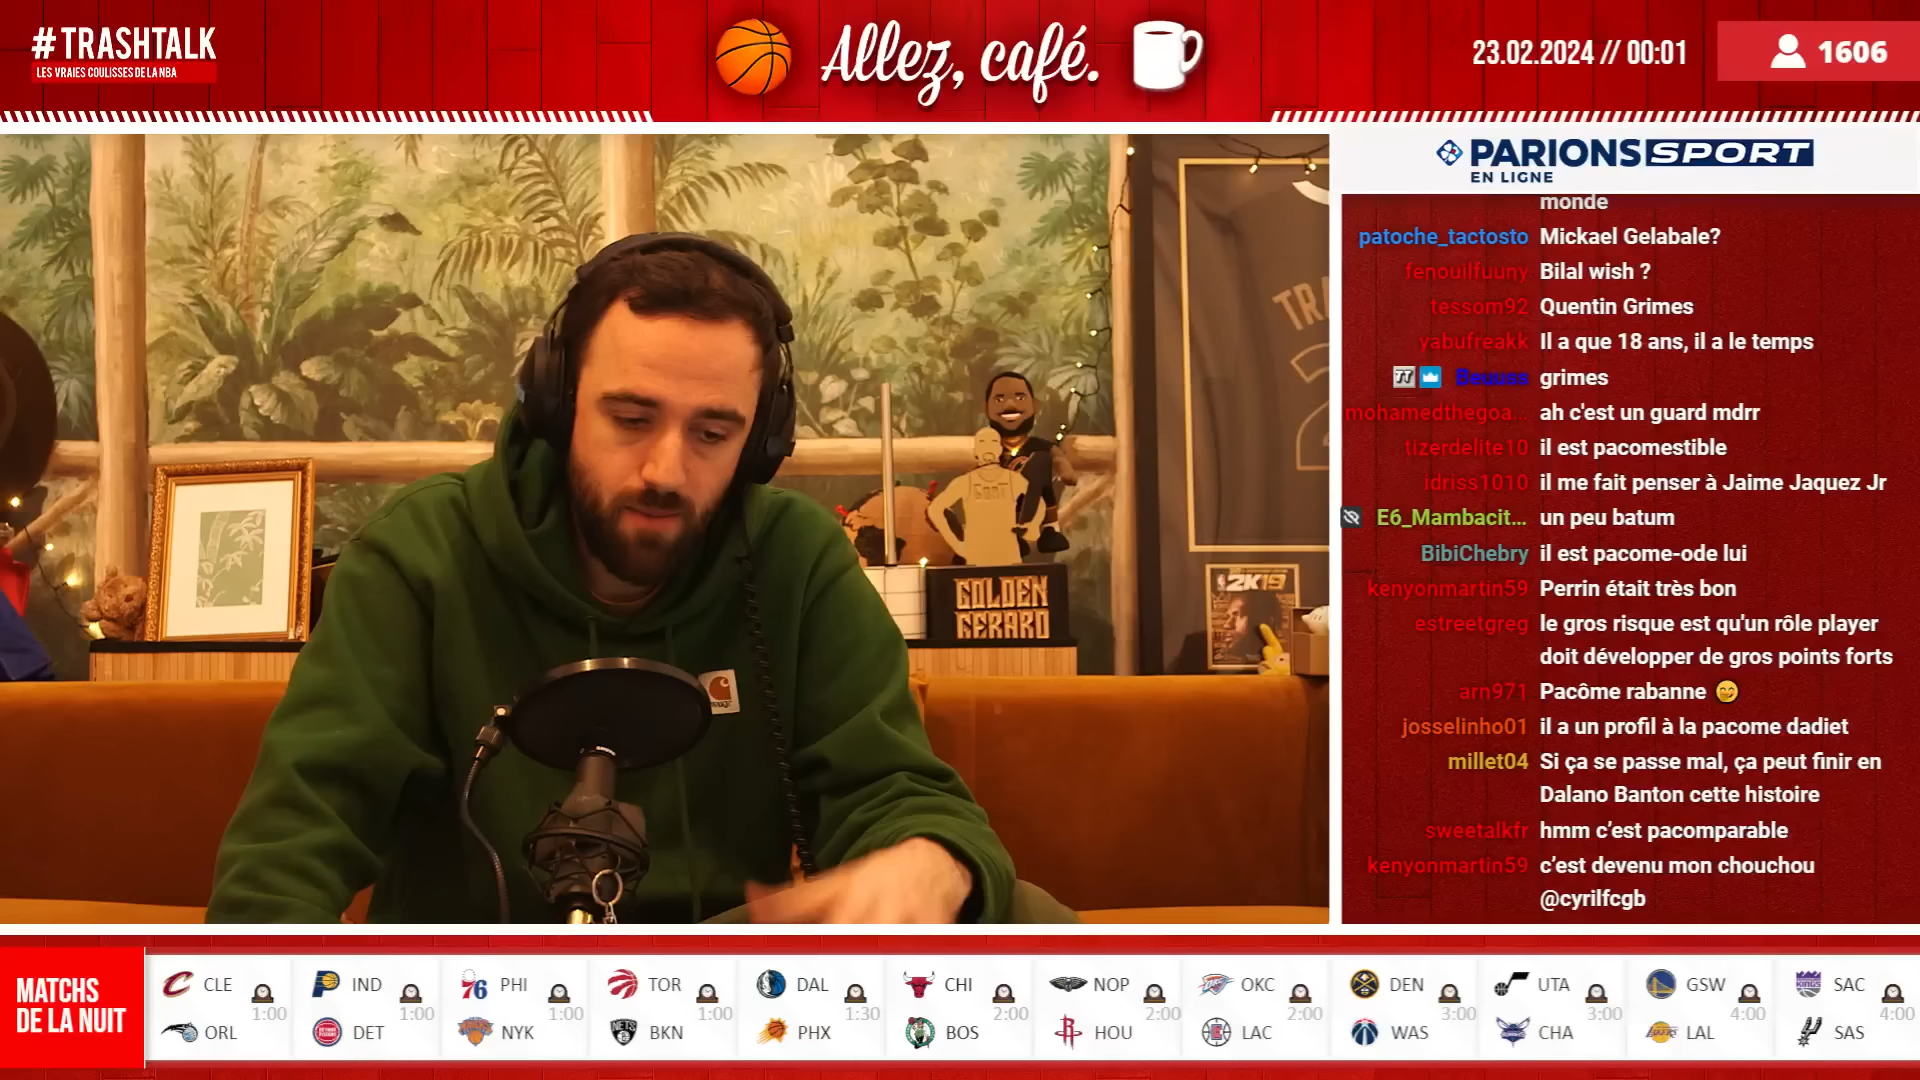 #TRASHTALK
LES VRAIES COULISSES DE LA NBA
Allez, café.
23.02.2024 // 00:01
1606
PARIONS SPORT
EN LIGNE
monde
patoche_tactosto Mickael Gelabale?
fenouilfuuny Bilal wish ?
tessom92 Quentin Grimes
yabufreakk Il a que 18 ans, il a le temps
TT Beuuss grimes
mohamedthegoa... ah c'est un guard mdrr
tizerdelite10 il est pacomestible
idriss1010 il me fait penser à Jaime Jaquez Jr
E6_Mambacit... un peu batum
BibiChebry il est pacome-ode lui
kenyonmartin59 Perrin était très bon
estreetgreg le gros risque est qu'un rôle player
doit développer de gros points forts
arn971 Pacôme rabanne 😋
josselinho01 il a un profil à la pacome dadiet
millet04 Si ça se passe mal, ça peut finir en
Dalano Banton cette histoire
sweetalkfr hmm c’est pacomparable
kenyonmartin59 c’est devenu mon chouchou
@cyrilfcgb
TRA
2
GOAT
2K19
GOLDEN
GERARD
MATCHS
DE LA NUIT
CLE ORL 1:00
IND DET 1:00
PHI NYK 1:00
TOR BKN 1:00
DAL PHX 1:30
CHI BOS 2:00
NOP HOU 2:00
OKC LAC 2:00
DEN WAS 3:00
UTA CHA 3:00
GSW LAL 4:00
SAC SAS 4:00